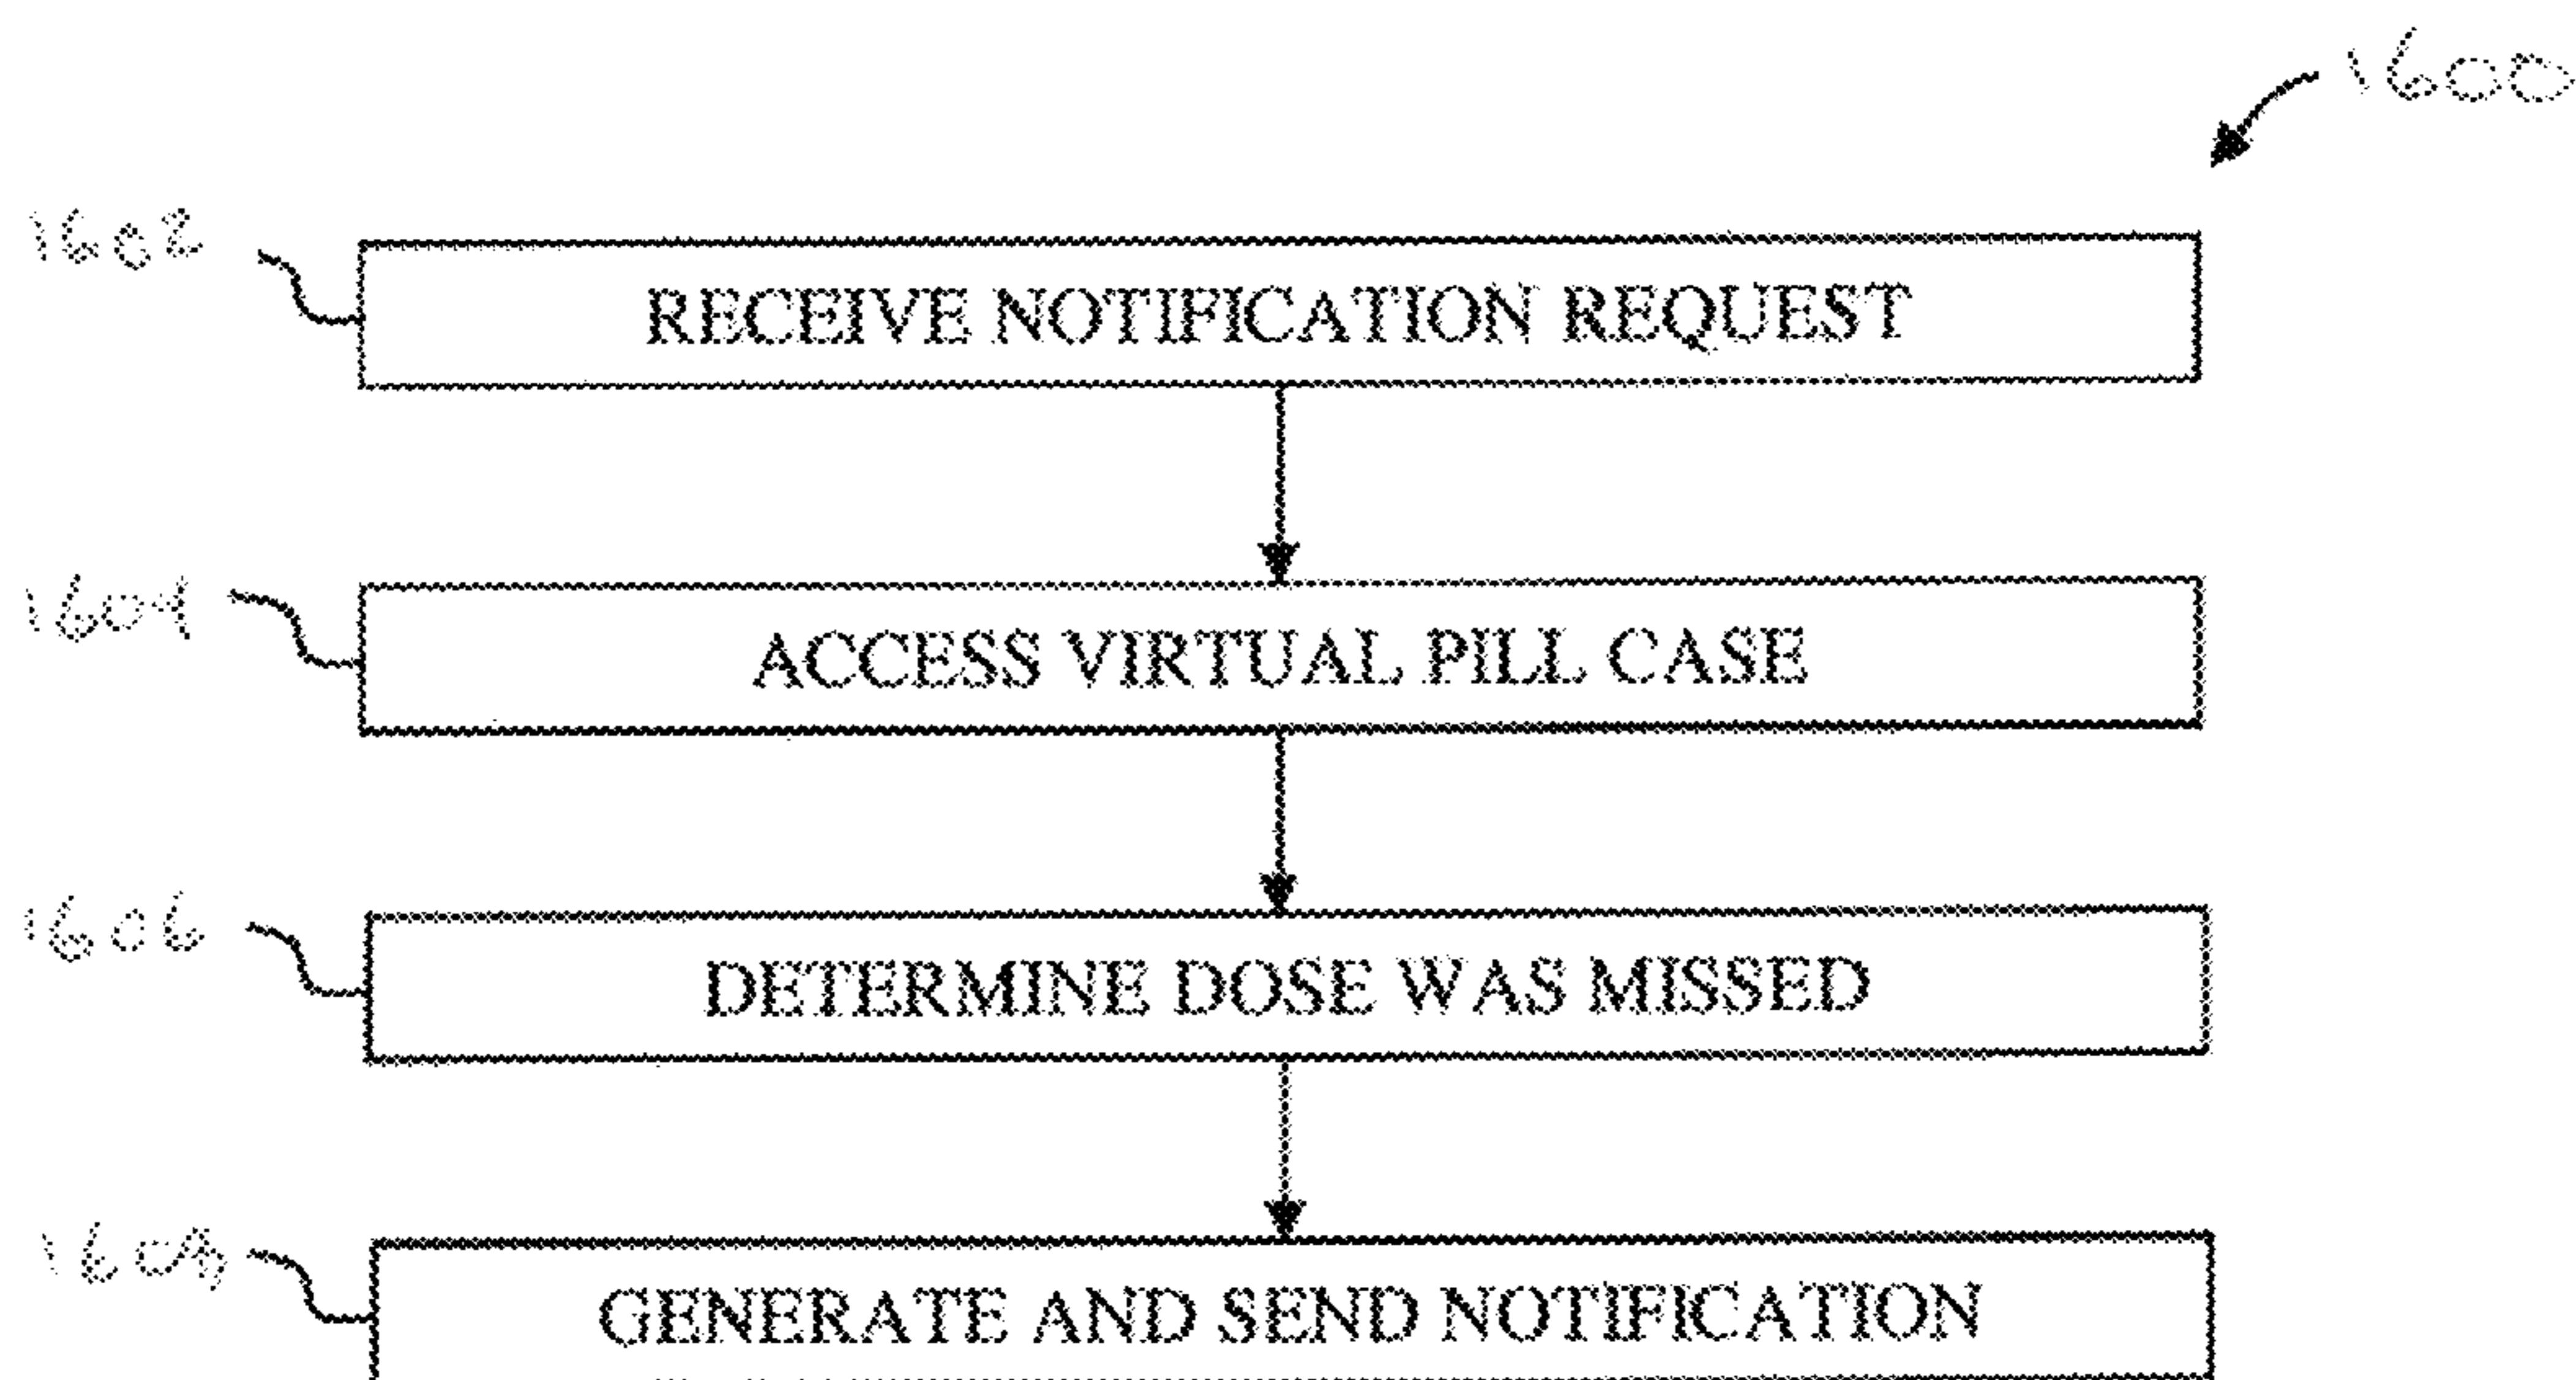 1600
1602
RECEIVE NOTIFICATION REQUEST
1604
ACCESS VIRTUAL PILL CASE
1606
DETERMINE DOSE WAS MISSED
1608
GENERATE AND SEND NOTIFICATION